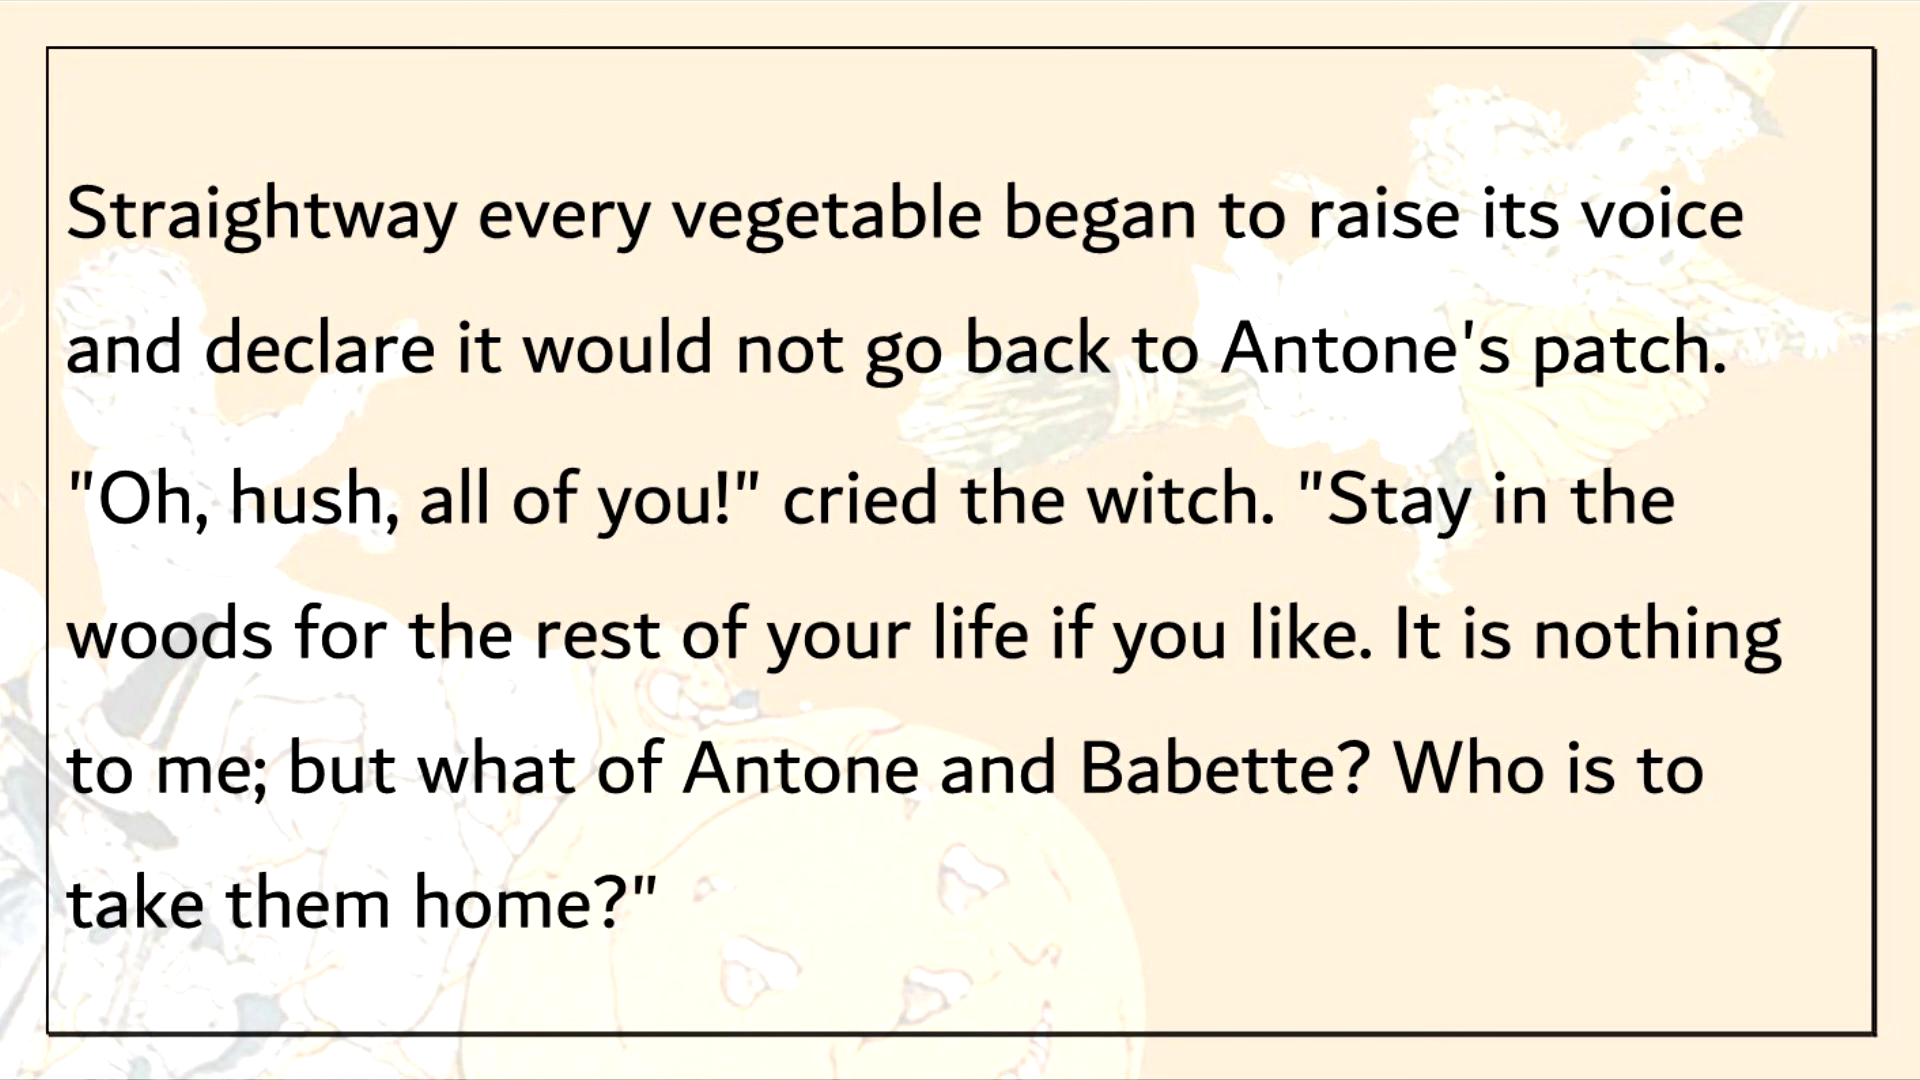 Straightway every vegetable began to raise its voice
and declare it would not go back to Antone's patch.
"Oh, hush, all of you!" cried the witch. "Stay in the
woods for the rest of your life if you like. It is nothing
to me; but what of Antone and Babette? Who is to
take them home?"